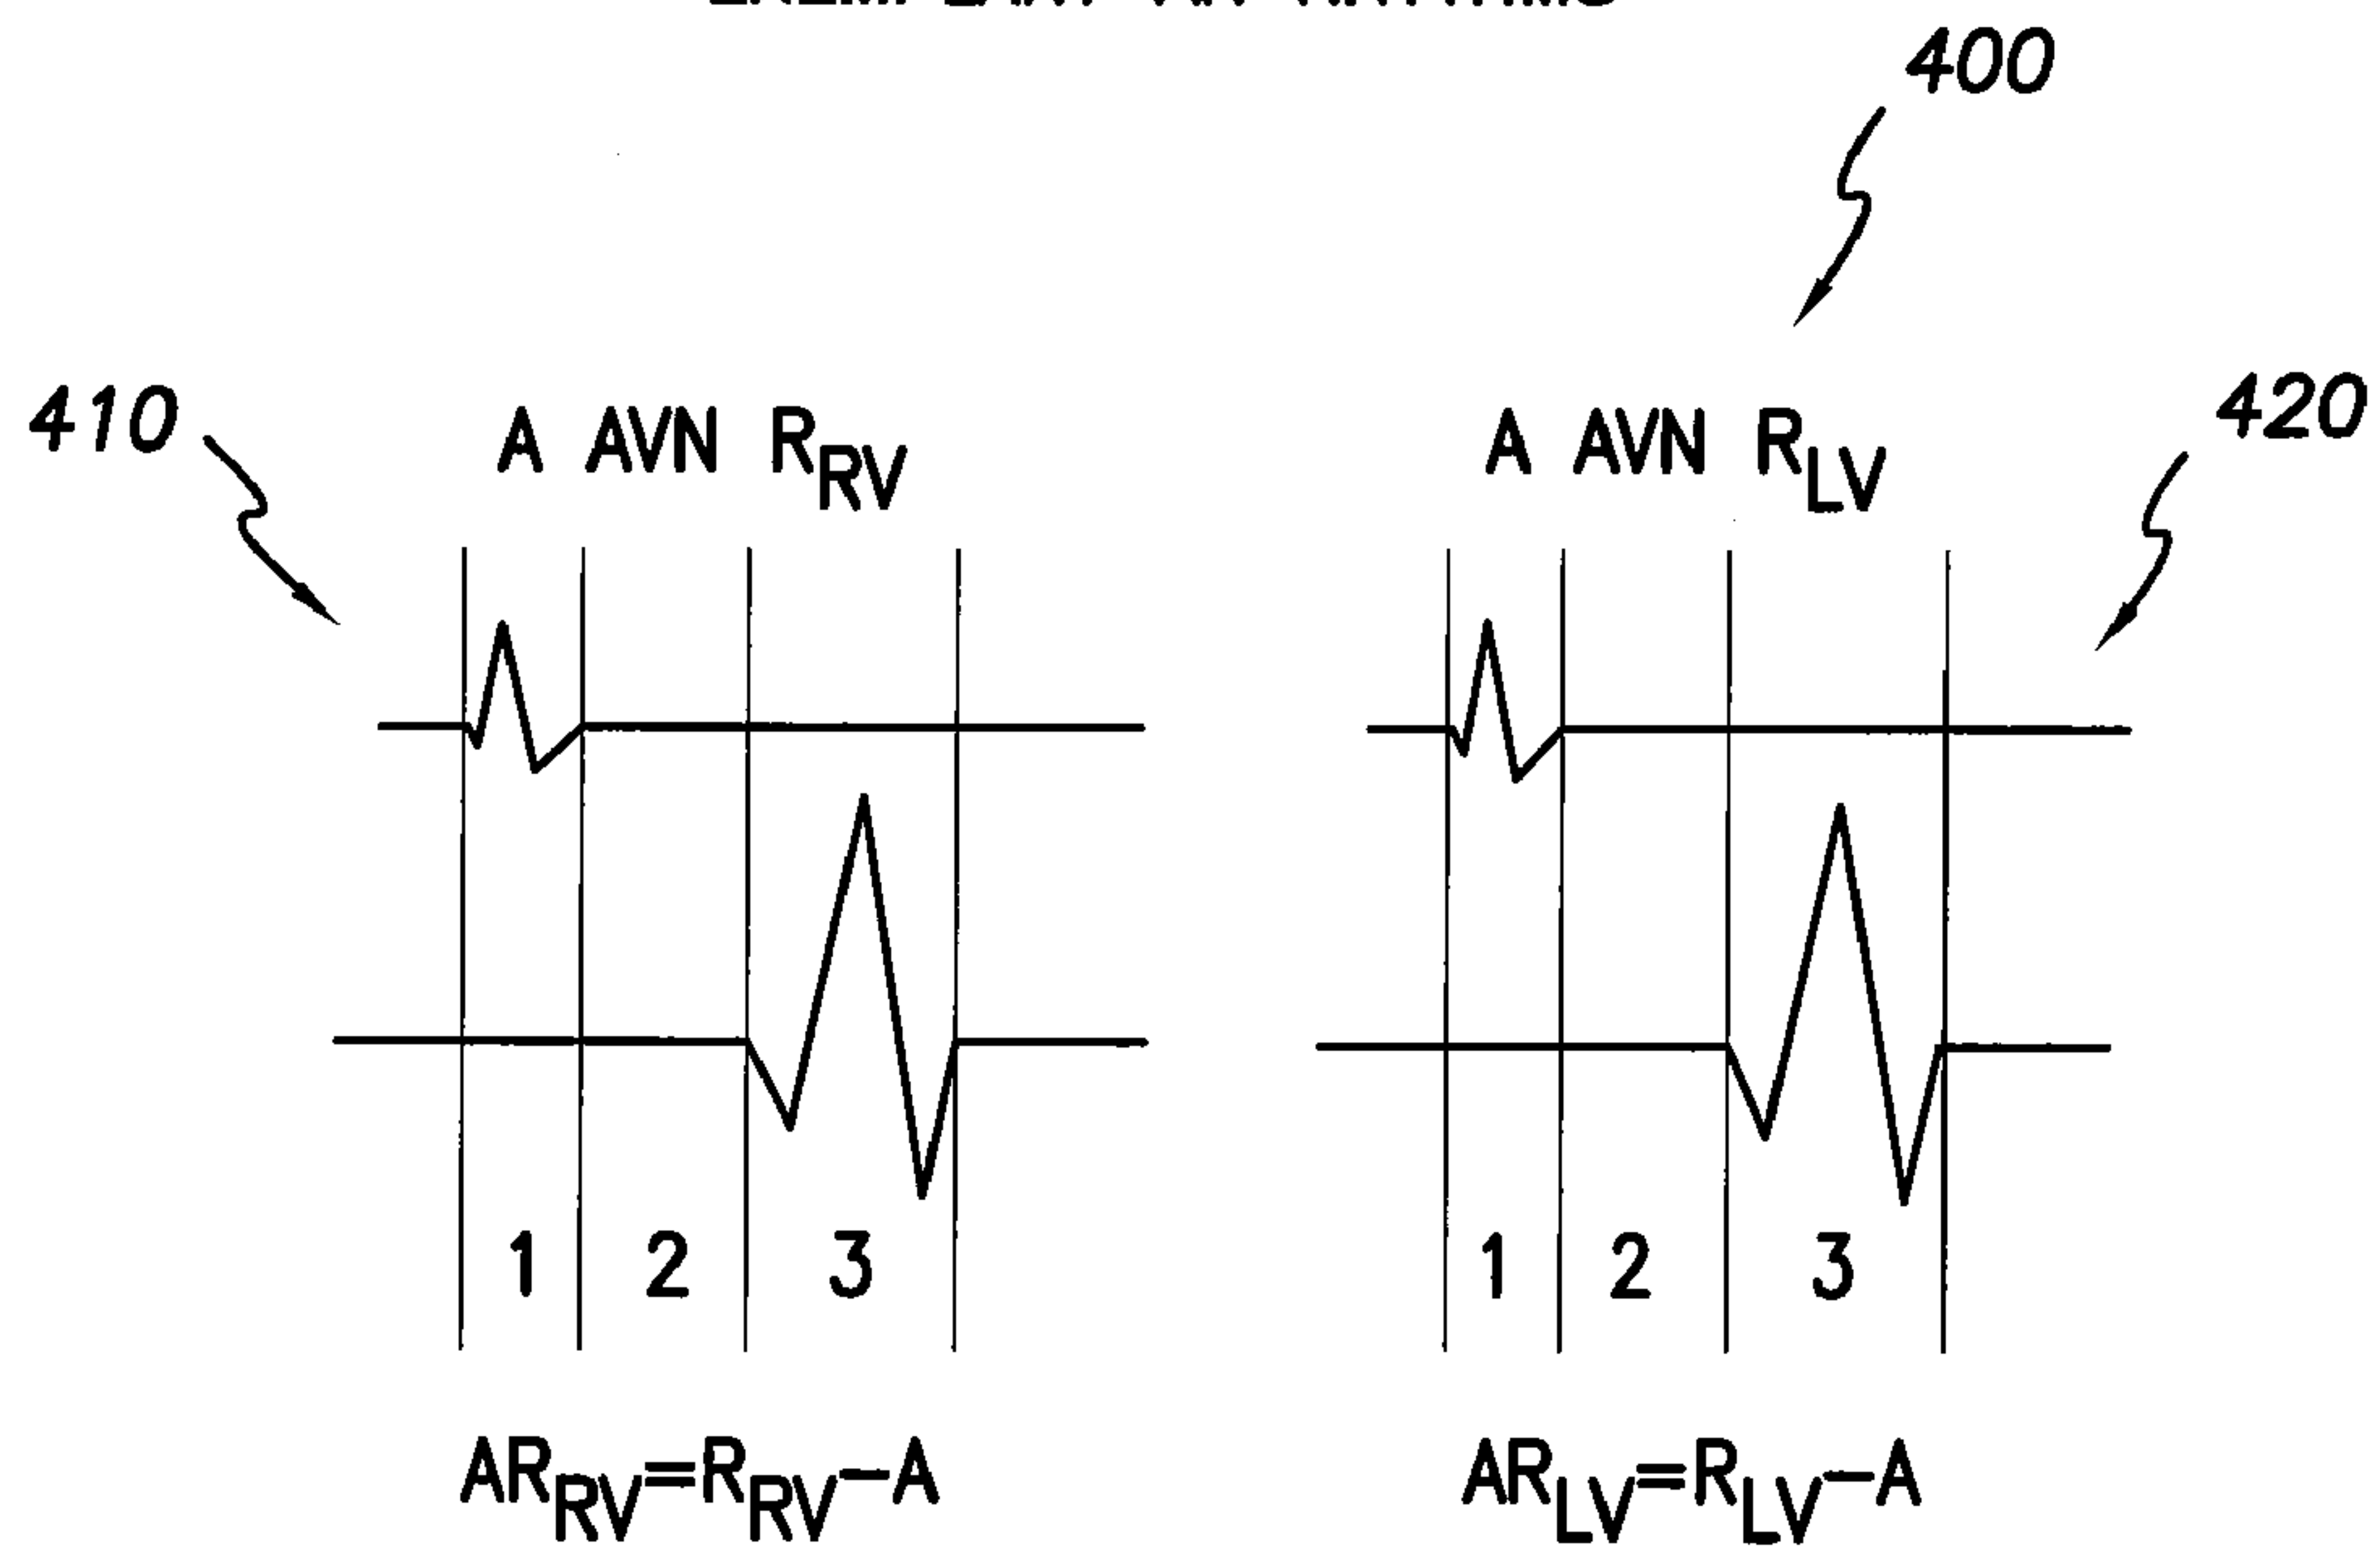 400
410
420
A AVN R_RV
A AVN R_LV
1 2 3
1 2 3
AR_RV=R_RV-A
AR_LV=R_LV-A